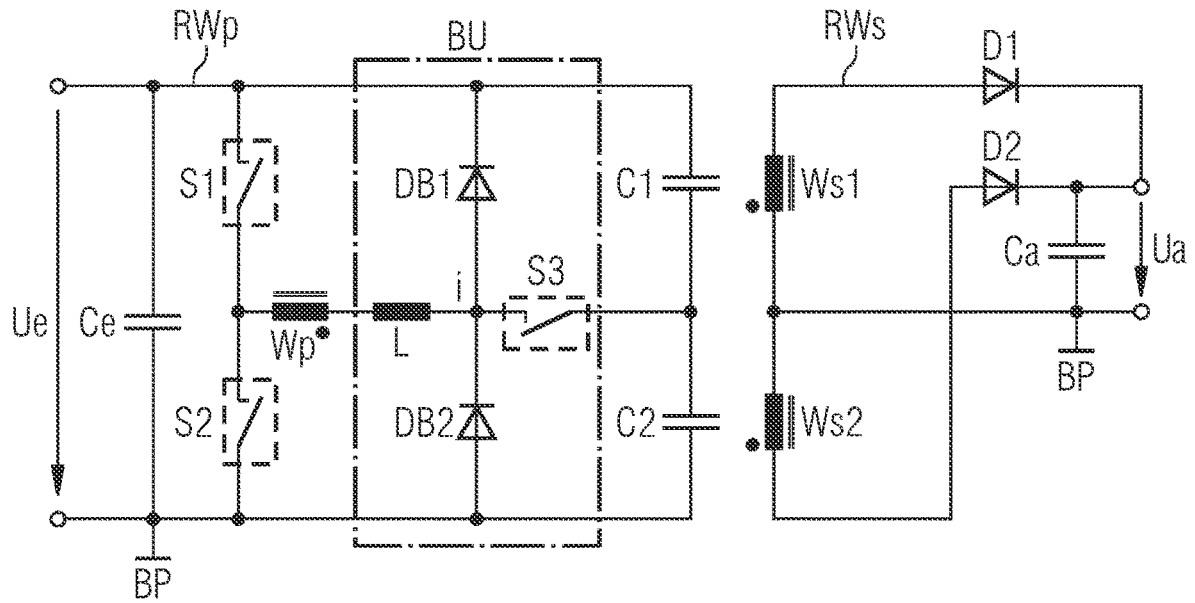 RWp
BU
RWs
D1
D2
S1
DB1
C1
Ws1
Ue
Ce
i
S3
Ca
Ua
Wp
L
BP
S2
DB2
C2
Ws2
BP